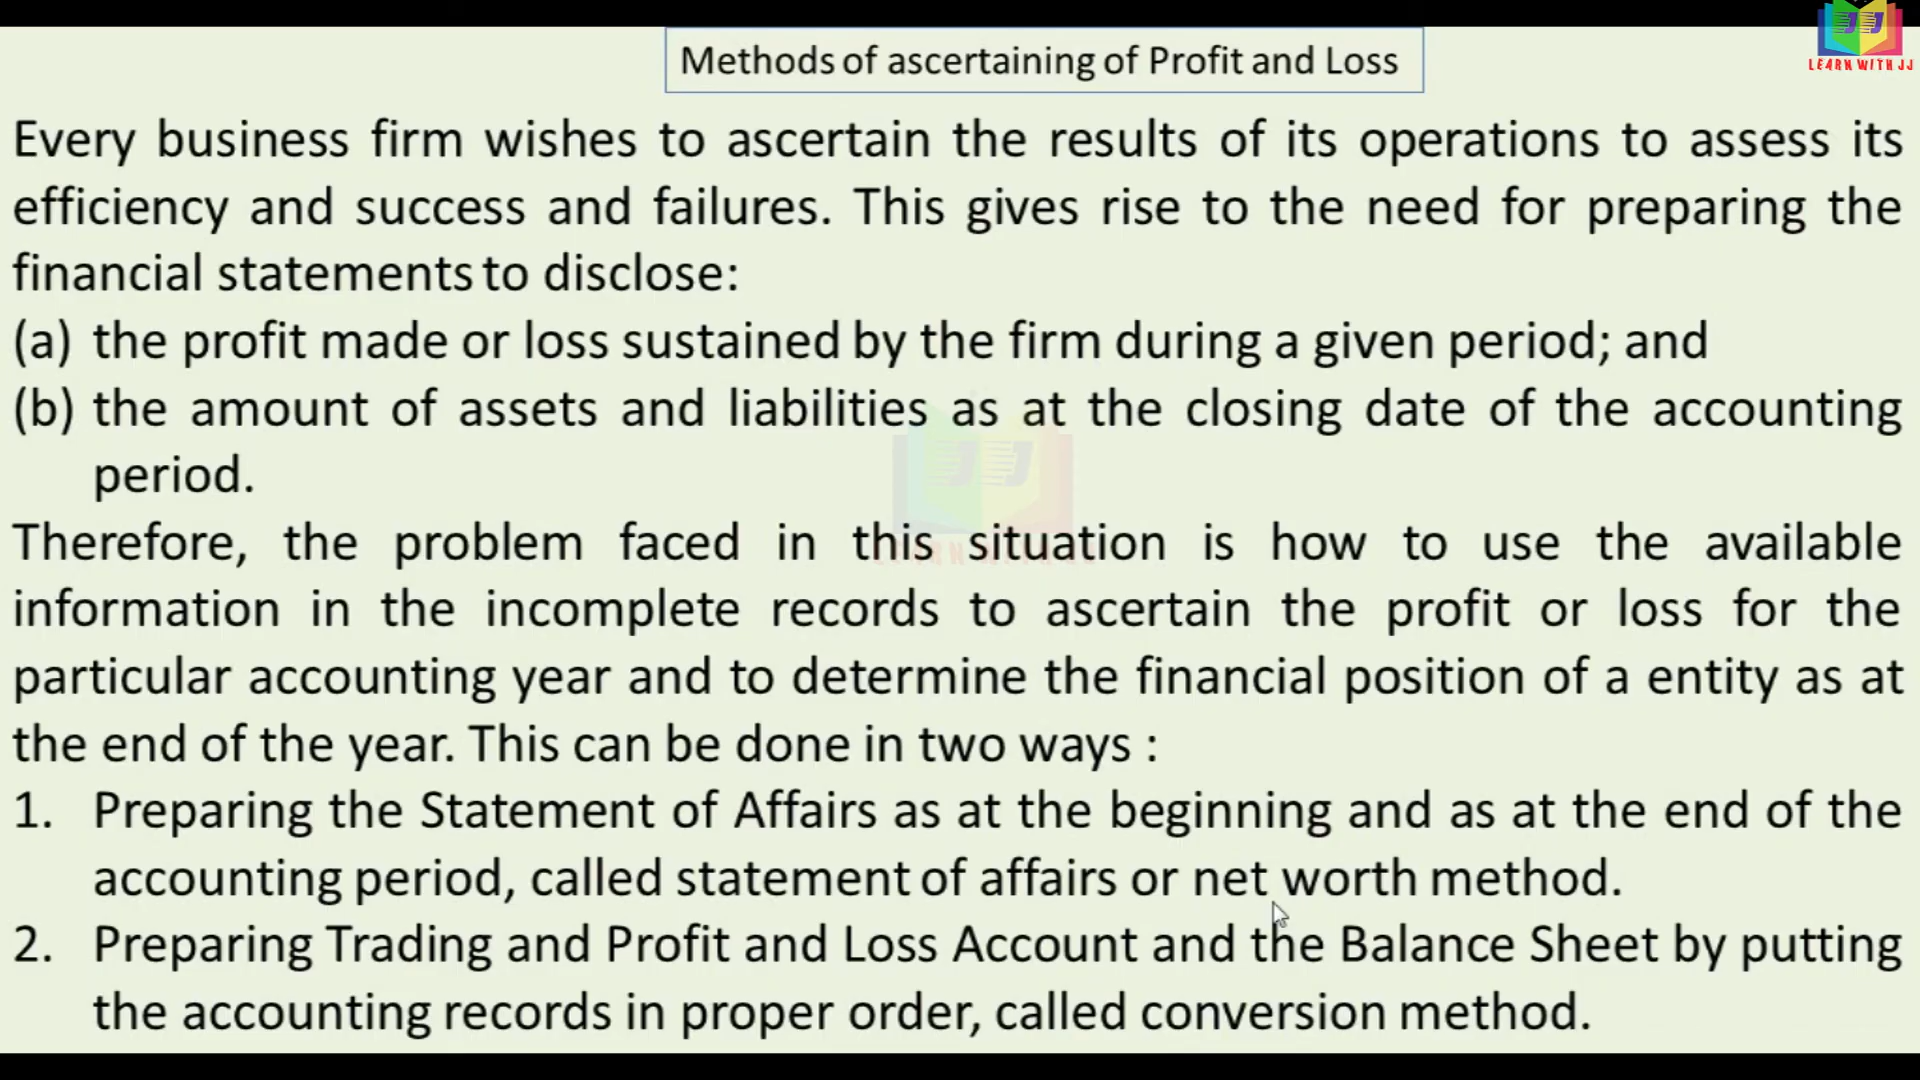 Methods of ascertaining of Profit and Loss
LEARN WITH JJ
Every business firm wishes to ascertain the results of its operations to assess its
efficiency and success and failures. This gives rise to the need for preparing the
financial statements to disclose:
(a) the profit made or loss sustained by the firm during a given period; and
(b) the amount of assets and liabilities as at the closing date of the accounting
period.
JJ
LEARN WITH JJ
Therefore, the problem faced in this situation is how to use the available
information in the incomplete records to ascertain the profit or loss for the
particular accounting year and to determine the financial position of a entity as at
the end of the year. This can be done in two ways :
1. Preparing the Statement of Affairs as at the beginning and as at the end of the
accounting period, called statement of affairs or net worth method.
2. Preparing Trading and Profit and Loss Account and the Balance Sheet by putting
the accounting records in proper order, called conversion method.